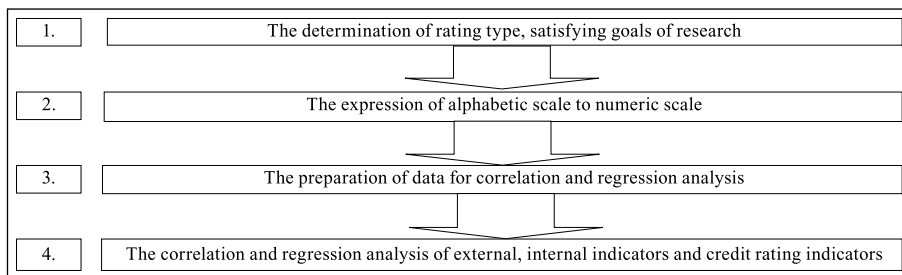 1. The determination of rating type, satisfying goals of research
2. The expression of alphabetic scale to numeric scale
3. The preparation of data for correlation and regression analysis
4. The correlation and regression analysis of external, internal indicators and credit rating indicators